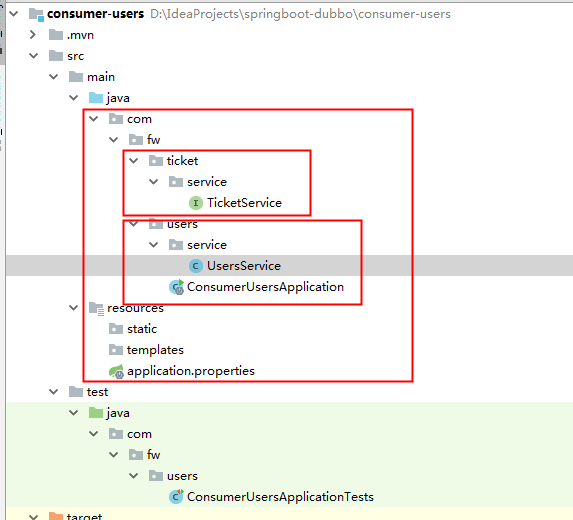 consumer-users D:\IdeaProjects\springboot-dubbo\consumer-users
.mvn
src
main
java
com
fw
ticket
service
TicketService
users
service
UsersService
ConsumerUsersApplication
resources
static
templates
application.properties
test
java
com
fw
users
ConsumerUsersApplicationTests
target